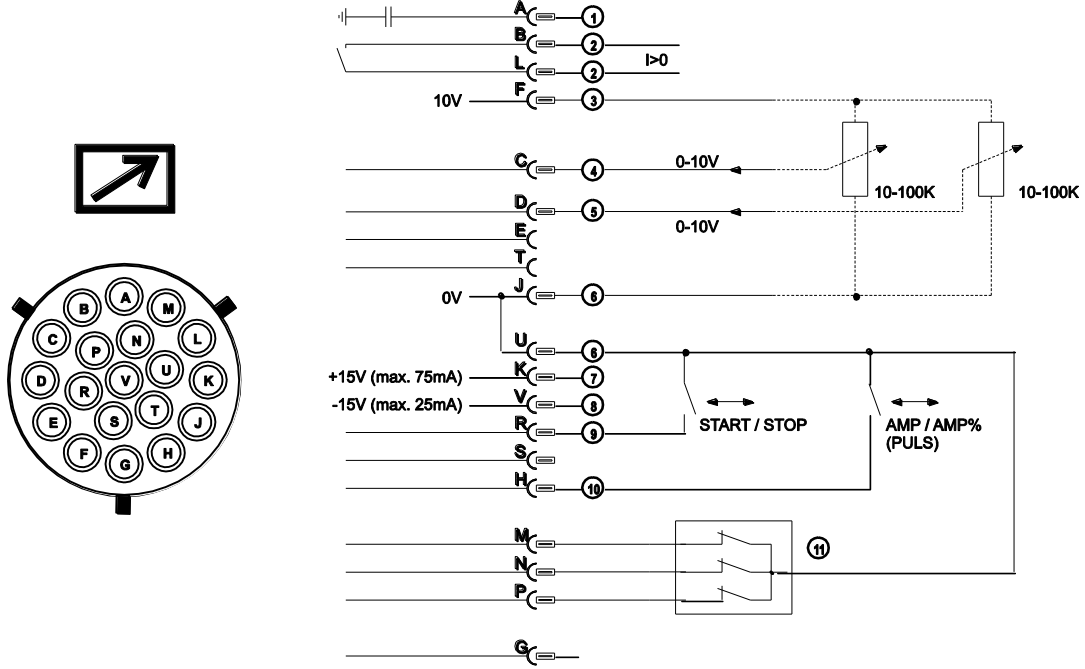 A 1
B 2
I>0
L 2
10V F 3
C 4 0-10V
10-100K 10-100K
D 5
0-10V
E
T
0V J 6
U 6
+15V (max. 75mA) K 7
-15V (max. 25mA) V 8
R 9 START / STOP AMP / AMP%
(PULS)
S
H 10
M 11
N
P
G
A
B M
C N L
P
U
D V K
R
T
E S J
F H
G